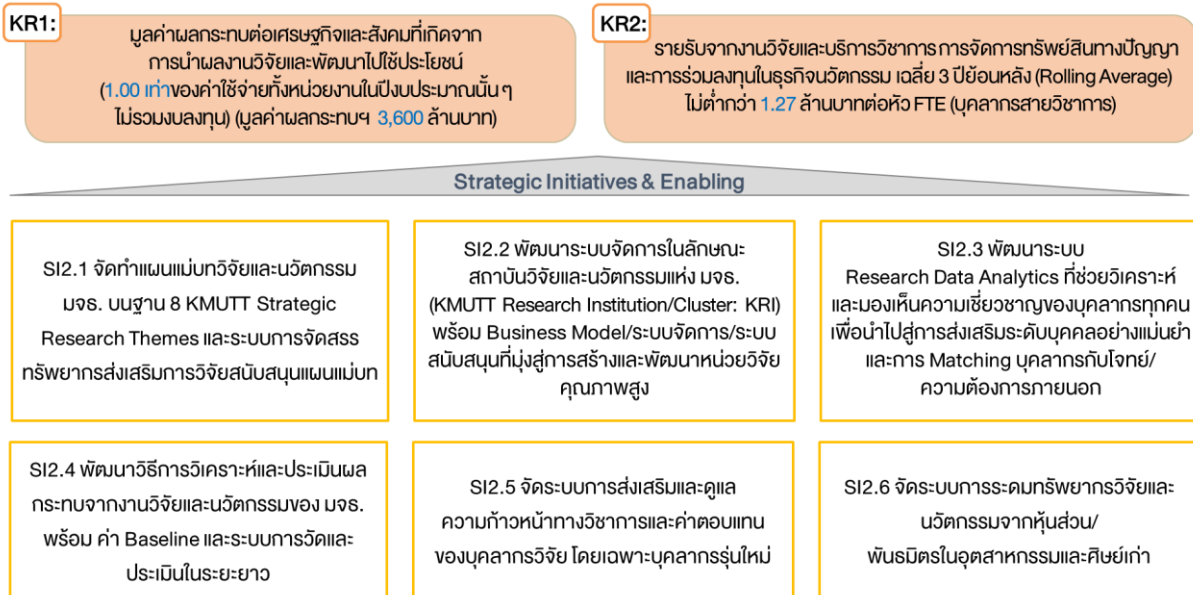 KR1:
มูลค่าผลกระทบต่อเศรษฐกิจและสังคมที่เกิดจาก
การนำผลงานวิจัยและพัฒนาไปใช้ประโยชน์
(1.00 เท่าของค่าใช้จ่ายทั้งหน่วยงานในปีงบประมาณนั้น ๆ
ไม่รวมงบลงทุน) (มูลค่าผลกระทบฯ 3,600 ล้านบาท)
KR2:
รายรับจากงานวิจัยและบริการวิชาการ การจัดการทรัพย์สินทางปัญญา
และการร่วมลงทุนในธุรกิจนวัตกรรม เฉลี่ย 3 ปีย้อนหลัง (Rolling Average)
ไม่ต่ำกว่า 1.27 ล้านบาทต่อหัว FTE (บุคลากรสายวิชาการ)
Strategic Initiatives & Enabling
SI2.1 จัดทำแผนแม่บทวิจัยและนวัตกรรม
มจธ. บนฐาน 8 KMUTT Strategic
Research Themes และระบบการจัดสรร
ทรัพยากรส่งเสริมการวิจัยสนับสนุนแผนแม่บท
SI2.2 พัฒนาระบบจัดการในลักษณะ
สถาบันวิจัยและนวัตกรรมแห่ง มจธ.
(KMUTT Research Institution/Cluster: KRI)
พร้อม Business Model/ระบบจัดการ/ระบบ
สนับสนุนที่มุ่งสู่การสร้างและพัฒนาหน่วยวิจัย
คุณภาพสูง
SI2.3 พัฒนาระบบ
Research Data Analytics ที่ช่วยวิเคราะห์
และมองเห็นความเชี่ยวชาญของบุคลากรทุกคน
เพื่อนำไปสู่การส่งเสริมระดับบุคคลอย่างแม่นยำ
และการ Matching บุคลากรกับโจทย์/
ความต้องการภายนอก
SI2.4 พัฒนาวิธีการวิเคราะห์และประเมินผล
กระทบจากงานวิจัยและนวัตกรรมของ มจธ.
พร้อม ค่า Baseline และระบบการวัดและ
ประเมินในระยะยาว
SI2.5 จัดระบบการส่งเสริมและดูแล
ความก้าวหน้าทางวิชาการและค่าตอบแทน
ของบุคลากรวิจัย โดยเฉพาะบุคลากรรุ่นใหม่
SI2.6 จัดระบบการระดมทรัพยากรวิจัยและ
นวัตกรรมจากหุ้นส่วน/
พันธมิตรในอุตสาหกรรมและศิษย์เก่า